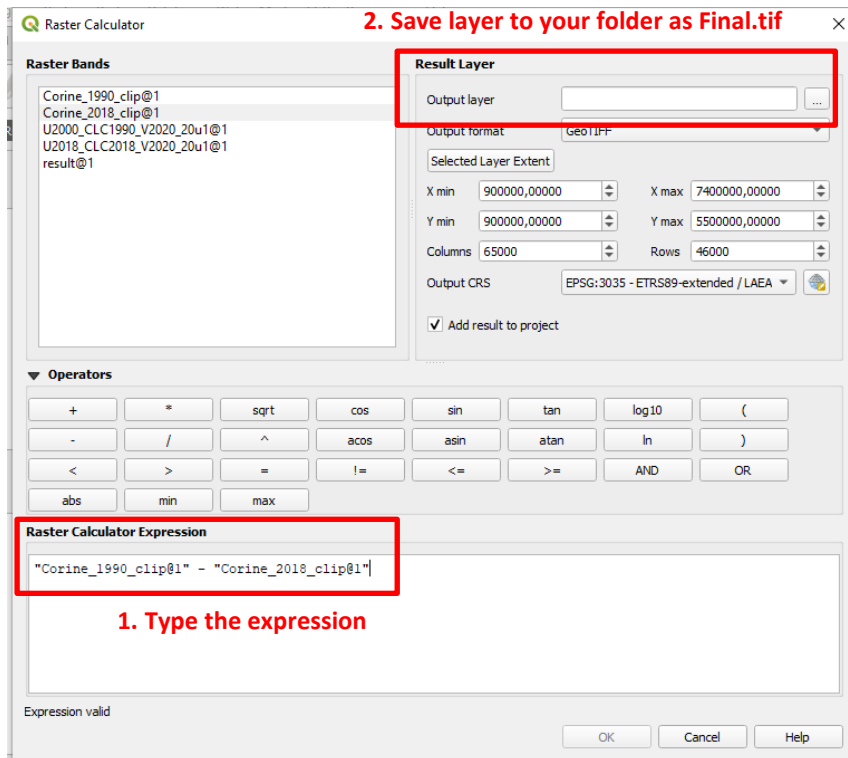 Raster Calculator
2. Save layer to your folder as Final.tif
Raster Bands
Corine_1990_clip@1
Corine_2018_clip@1
U2000_CLC1990_V2020_20u1@1
U2018_CLC2018_V2020_20u1@1
result@1
Result Layer
Output layer ...
Output format GeoTIFF
Selected Layer Extent
X min 900000,00000 X max 7400000,00000
Y min 900000,00000 Y max 5500000,00000
Columns 65000 Rows 46000
Output CRS EPSG:3035 - ETRS89-extended / LAEA
Add result to project
Operators
+ * sqrt cos sin tan log10 (
- / ^ acos asin atan ln )
< > = != <= >= AND OR
abs min max
Raster Calculator Expression
"Corine_1990_clip@1" - "Corine_2018_clip@1"
1. Type the expression
Expression valid
OK Cancel Help